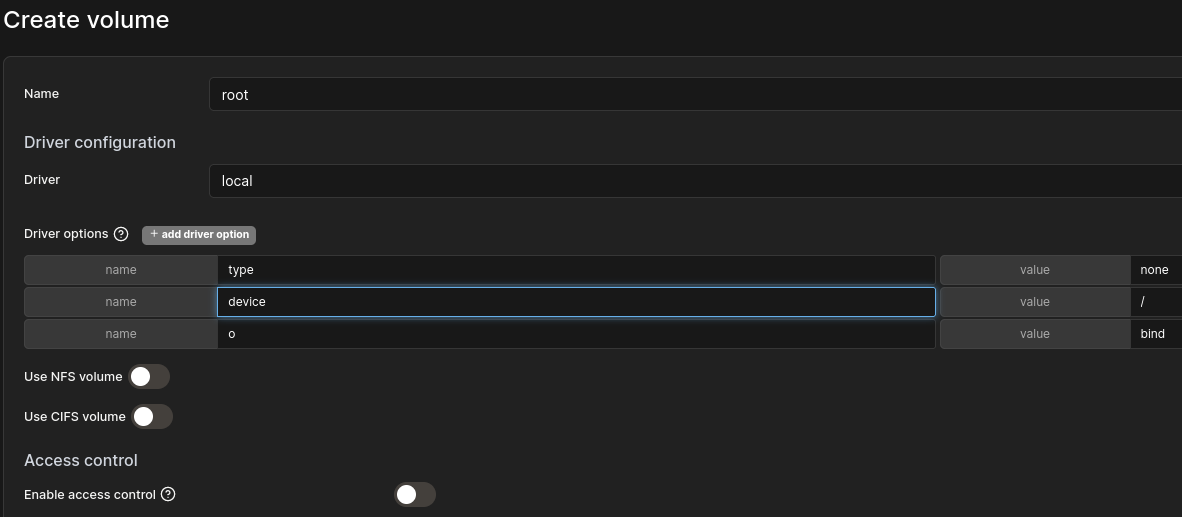 Create volume
Name root
Driver configuration
Driver local
Driver options ? + add driver option
name type value none
name device value /
name o value bind
Use NFS volume
Use CIFS volume
Access control
Enable access control ?